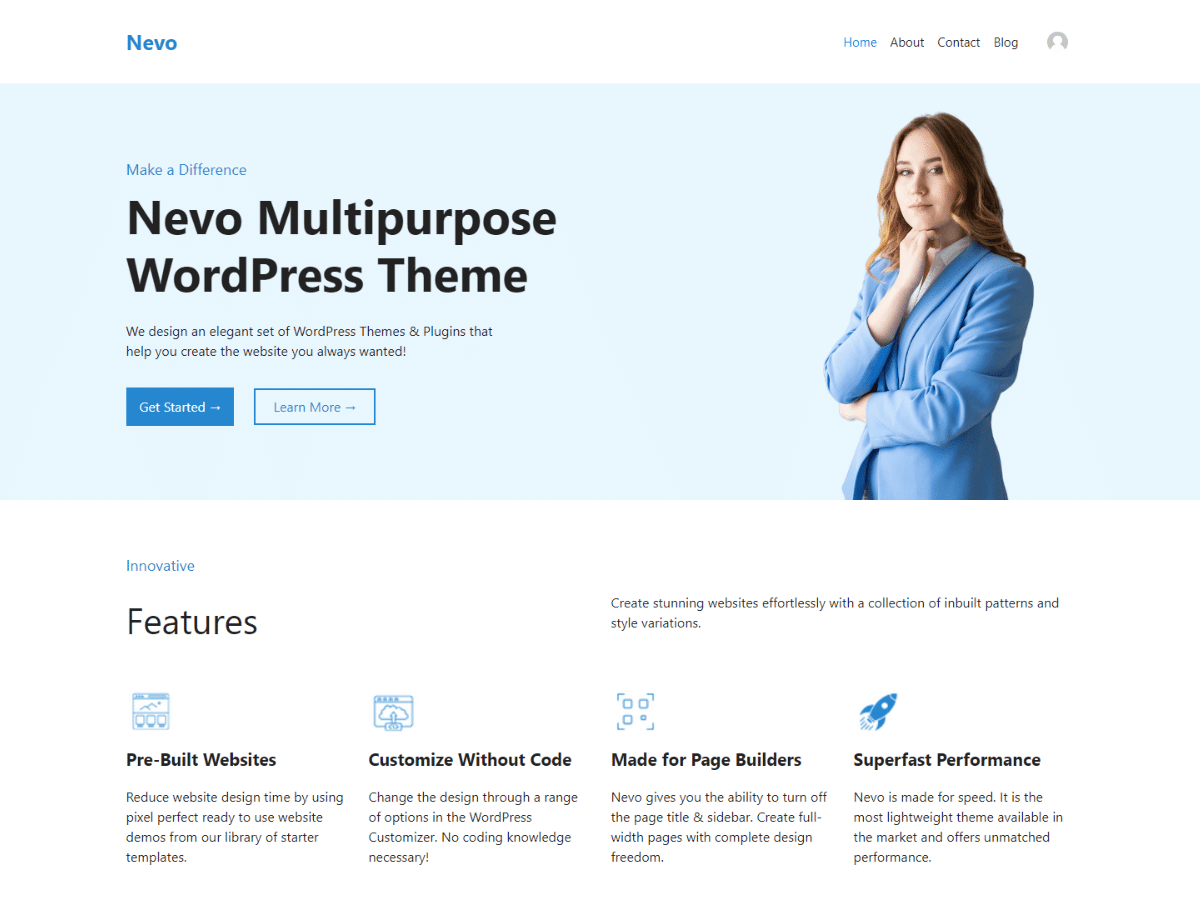 Nevo
Home About Contact Blog
Make a Difference
Nevo Multipurpose
WordPress Theme
We design an elegant set of WordPress Themes & Plugins that
help you create the website you always wanted!
Get Started → Learn More →
Innovative
Features
Create stunning websites effortlessly with a collection of inbuilt patterns and
style variations.
Pre-Built Websites
Reduce website design time by using
pixel perfect ready to use website
demos from our library of starter
templates.
Customize Without Code
Change the design through a range
of options in the WordPress
Customizer. No coding knowledge
necessary!
Made for Page Builders
Nevo gives you the ability to turn off
the page title & sidebar. Create full-
width pages with complete design
freedom.
Superfast Performance
Nevo is made for speed. It is the
most lightweight theme available in
the market and offers unmatched
performance.